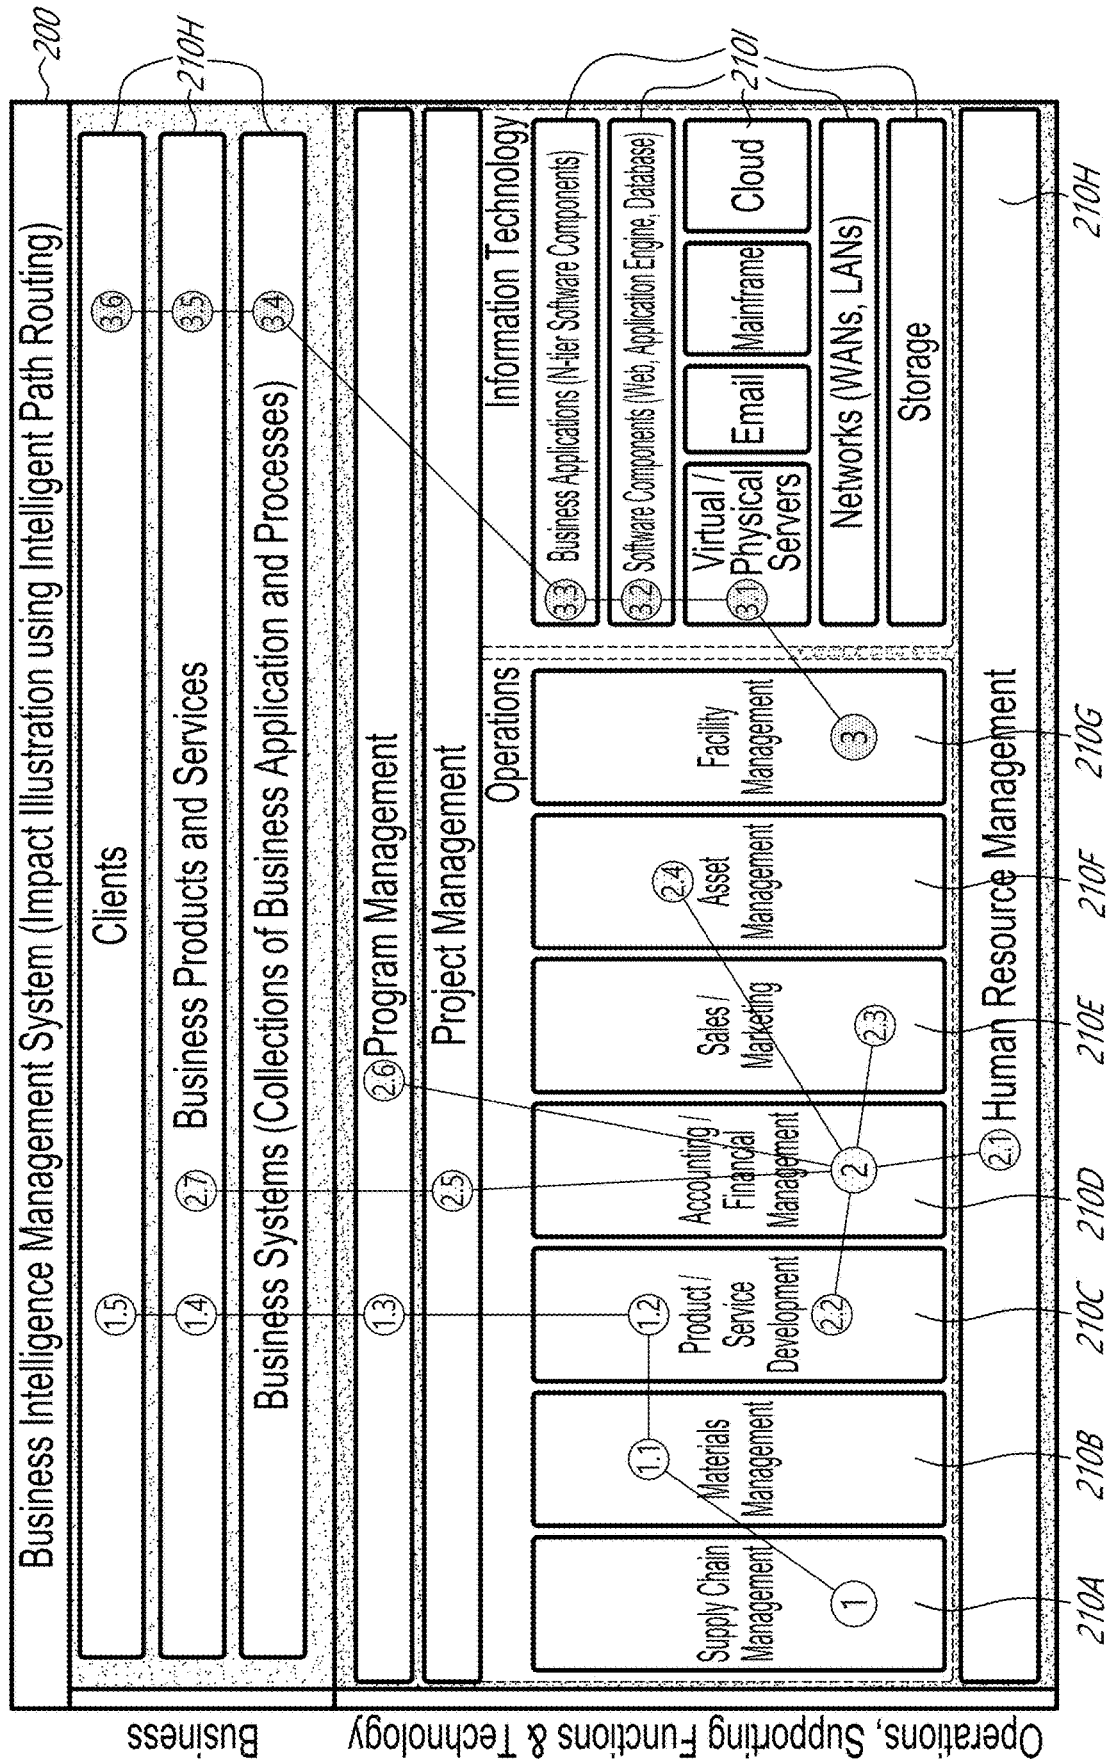 200
Business Intelligence Management System (Impact Illustration using Intelligent Path Routing)
Business
Clients
1.5
3.6
210H
Business Products and Services
1.4
2.7
3.5
Business Systems (Collections of Business Application and Processes)
3.4
Operations, Supporting Functions & Technology
1.3
2.6
Program Management
2.5
Project Management
Operations
Supply Chain
Management
1
Materials
Management
1.1
1.2
Product /
Service
Development
2.2
Accounting /
Financial
Management
2
Sales /
Marketing
2.3
2.4
Asset
Management
Facility
Management
3
Information Technology
3.3
Business Applications (N-tier Software Components)
3.2
Software Components (Web, Application Engine, Database)
3.1
Virtual /
Physical
Servers
Email
Mainframe
Cloud
Networks (WANs, LANs)
Storage
210I
2.1
Human Resource Management
210A
210B
210C
210D
210E
210F
210G
210H